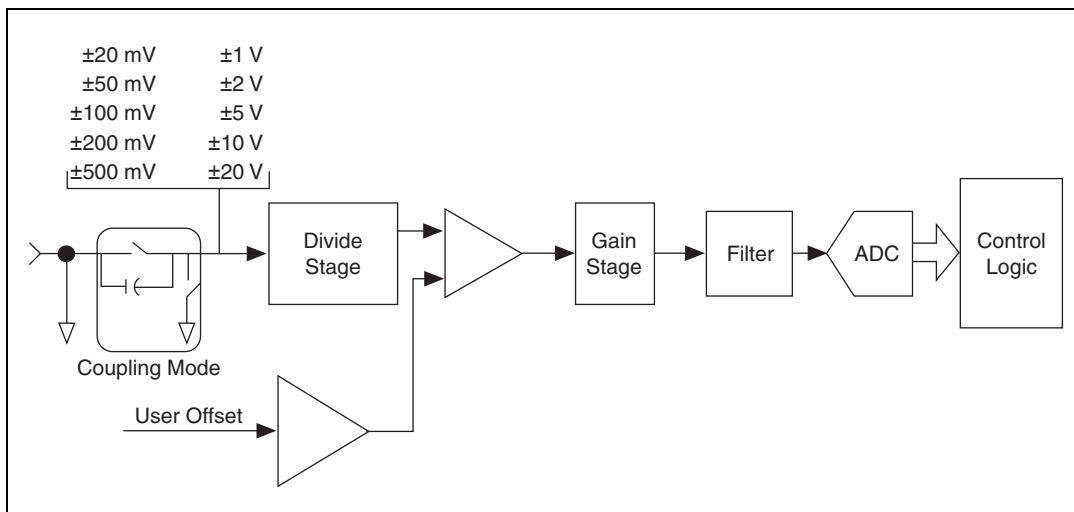 ±20 mV ±1 V
±50 mV ±2 V
±100 mV ±5 V
±200 mV ±10 V
±500 mV ±20 V
Divide
Stage
Gain
Stage
Filter
ADC
Control
Logic
Coupling Mode
User Offset